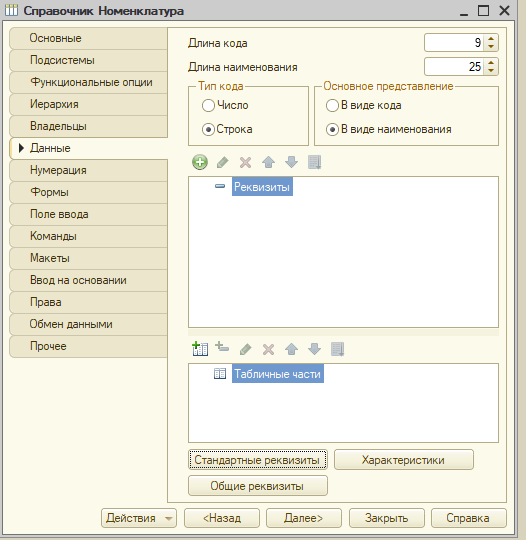 Справочник Номенклатура
Основные
Подсистемы
Функциональные опции
Иерархия
Владельцы
Данные
Нумерация
Формы
Поле ввода
Команды
Макеты
Ввод на основании
Права
Обмен данными
Прочее
Длина кода 9
Длина наименования 25
Тип кода
Число
Строка
Основное представление
В виде кода
В виде наименования
Реквизиты
Табличные части
Стандартные реквизиты Характеристики
Общие реквизиты
Действия <Назад Далее> Закрыть Справка